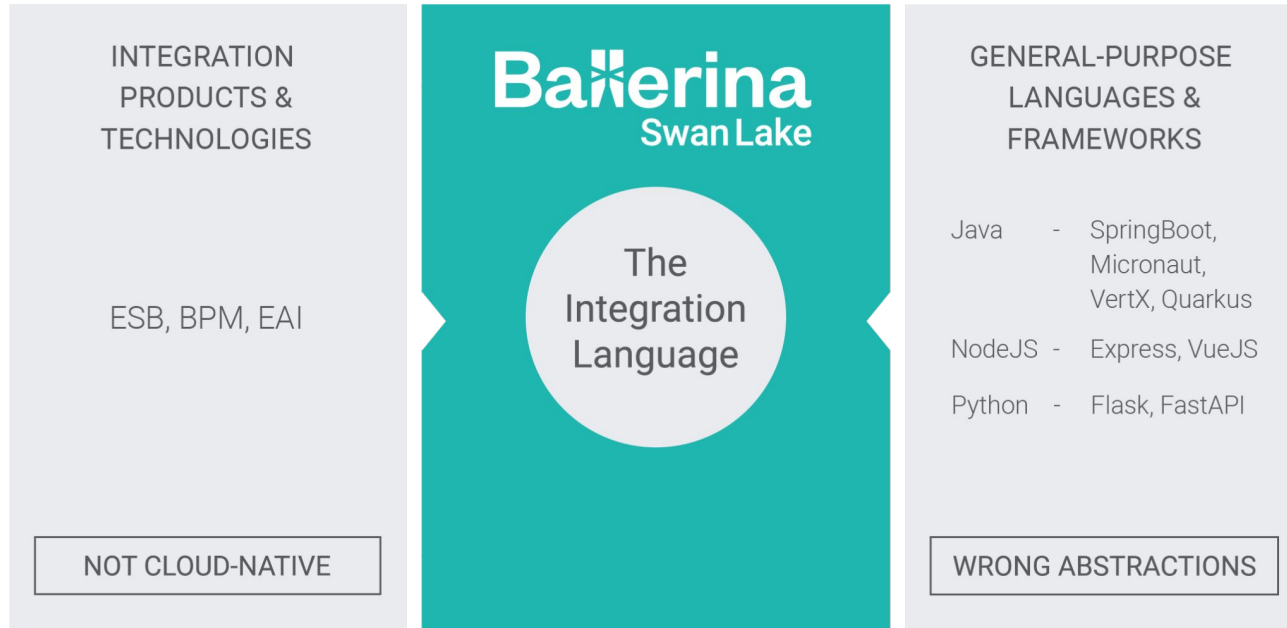 INTEGRATION
PRODUCTS &
TECHNOLOGIES
ESB, BPM, EAI
NOT CLOUD-NATIVE
Ballerina
Swan Lake
The
Integration
Language
GENERAL-PURPOSE
LANGUAGES &
FRAMEWORKS
Java - SpringBoot,
Micronaut,
VertX, Quarkus
NodeJS - Express, VueJS
Python - Flask, FastAPI
WRONG ABSTRACTIONS